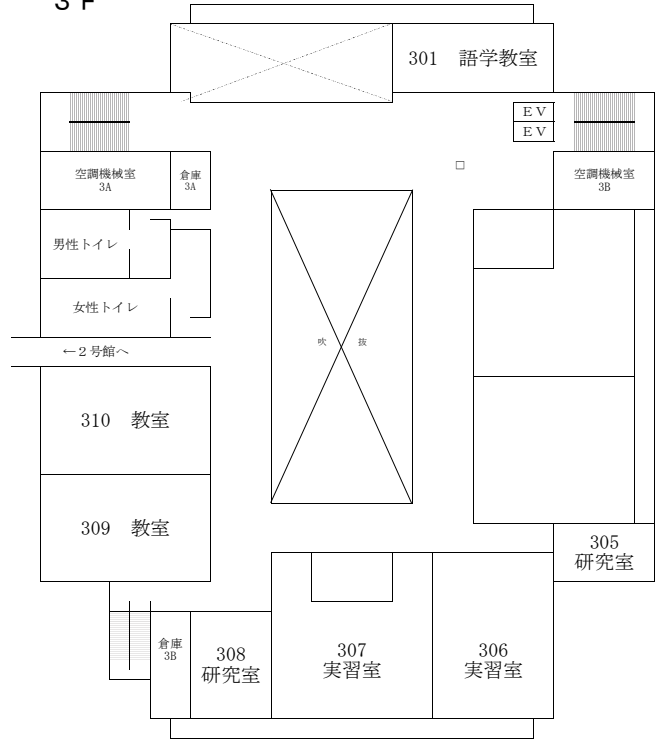 ３Ｆ
301　語学教室
ＥＶ
ＥＶ
空調機械室
3A
倉庫
3A
空調機械室
3B
男性トイレ
女性トイレ
←２号館へ
吹　抜
310　教室
309　教室
305
研究室
倉庫
3B
308
研究室
307
実習室
306
実習室